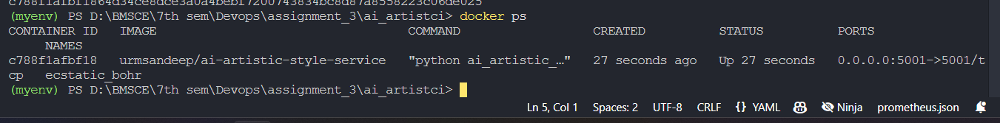 (myenv) PS D:\BMSCE\7th sem\Devops\assignment_3\ai_artistci> docker ps
CONTAINER ID   IMAGE                                    COMMAND                  CREATED          STATUS          PORTS
     NAMES
c788f1afbf18   urmsandeep/ai-artistic-style-service   "python ai_artistic_…"   27 seconds ago   Up 27 seconds   0.0.0.0:5001->5001/t
cp   ecstatic_bohr
(myenv) PS D:\BMSCE\7th sem\Devops\assignment_3\ai_artistci>
Ln 5, Col 1   Spaces: 2   UTF-8   CRLF   {} YAML   Ninja   prometheus.json